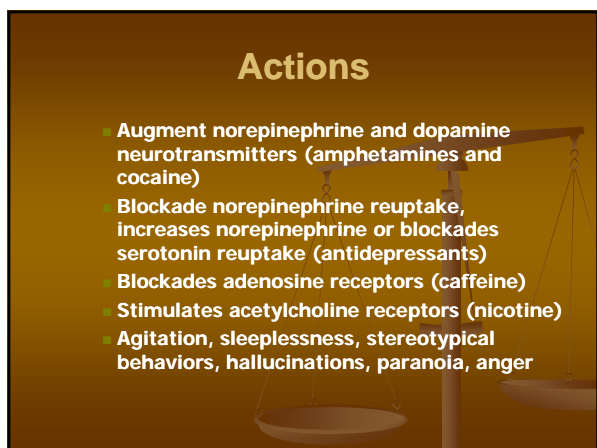 Actions
Augment norepinephrine and dopamine
neurotransmitters (amphetamines and
cocaine)
Blockade norepinephrine reuptake,
increases norepinephrine or blockades
serotonin reuptake (antidepressants)
Blockades adenosine receptors (caffeine)
Stimulates acetylcholine receptors (nicotine)
Agitation, sleeplessness, stereotypical
behaviors, hallucinations, paranoia, anger